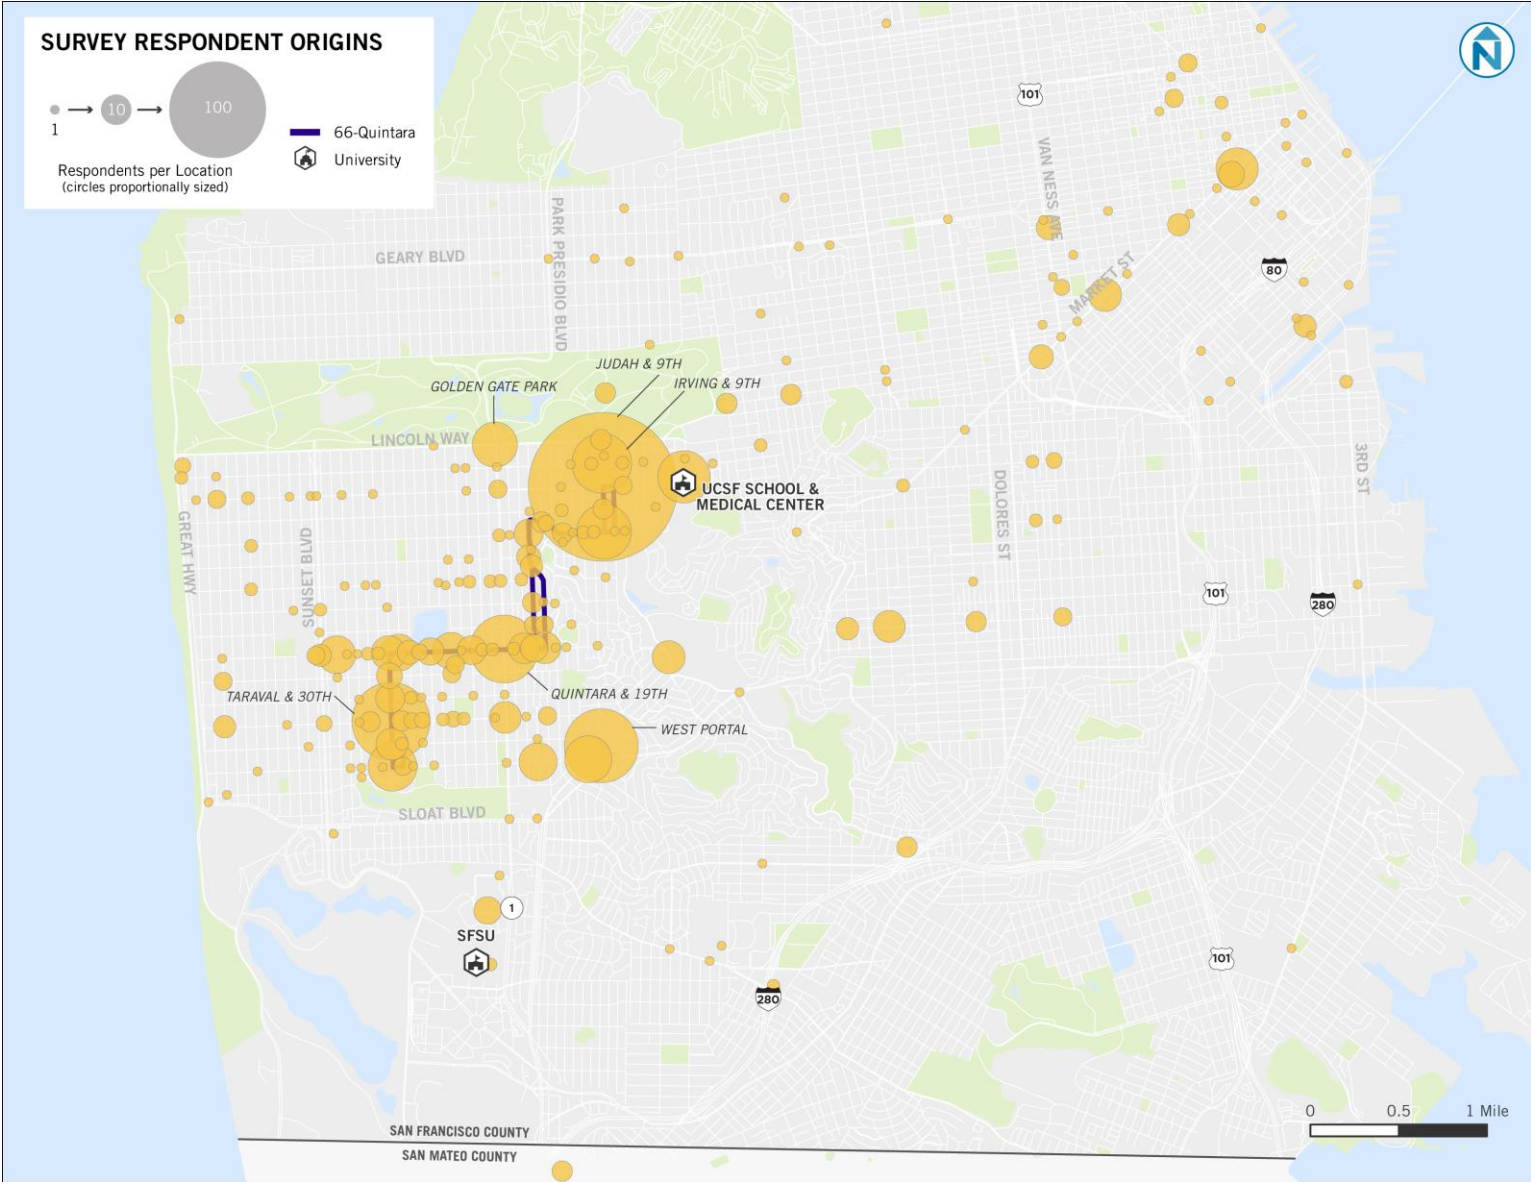 SURVEY RESPONDENT ORIGINS
1
10
100
Respondents per Location
(circles proportionally sized)
66-Quintara
University
N
101
VAN NESS AVE
PARK PRESIDIO BLVD
GEARY BLVD
80
MARKET ST
JUDAH & 9TH
IRVING & 9TH
GOLDEN GATE PARK
LINCOLN WAY
3RD ST
UCSF SCHOOL &
MEDICAL CENTER
DOLORES ST
GREAT HWY
SUNSET BLVD
101
280
TARAVAL & 30TH
QUINTARA & 19TH
WEST PORTAL
SLOAT BLVD
1
SFSU
101
280
0 0.5 1 Mile
SAN FRANCISCO COUNTY
SAN MATEO COUNTY